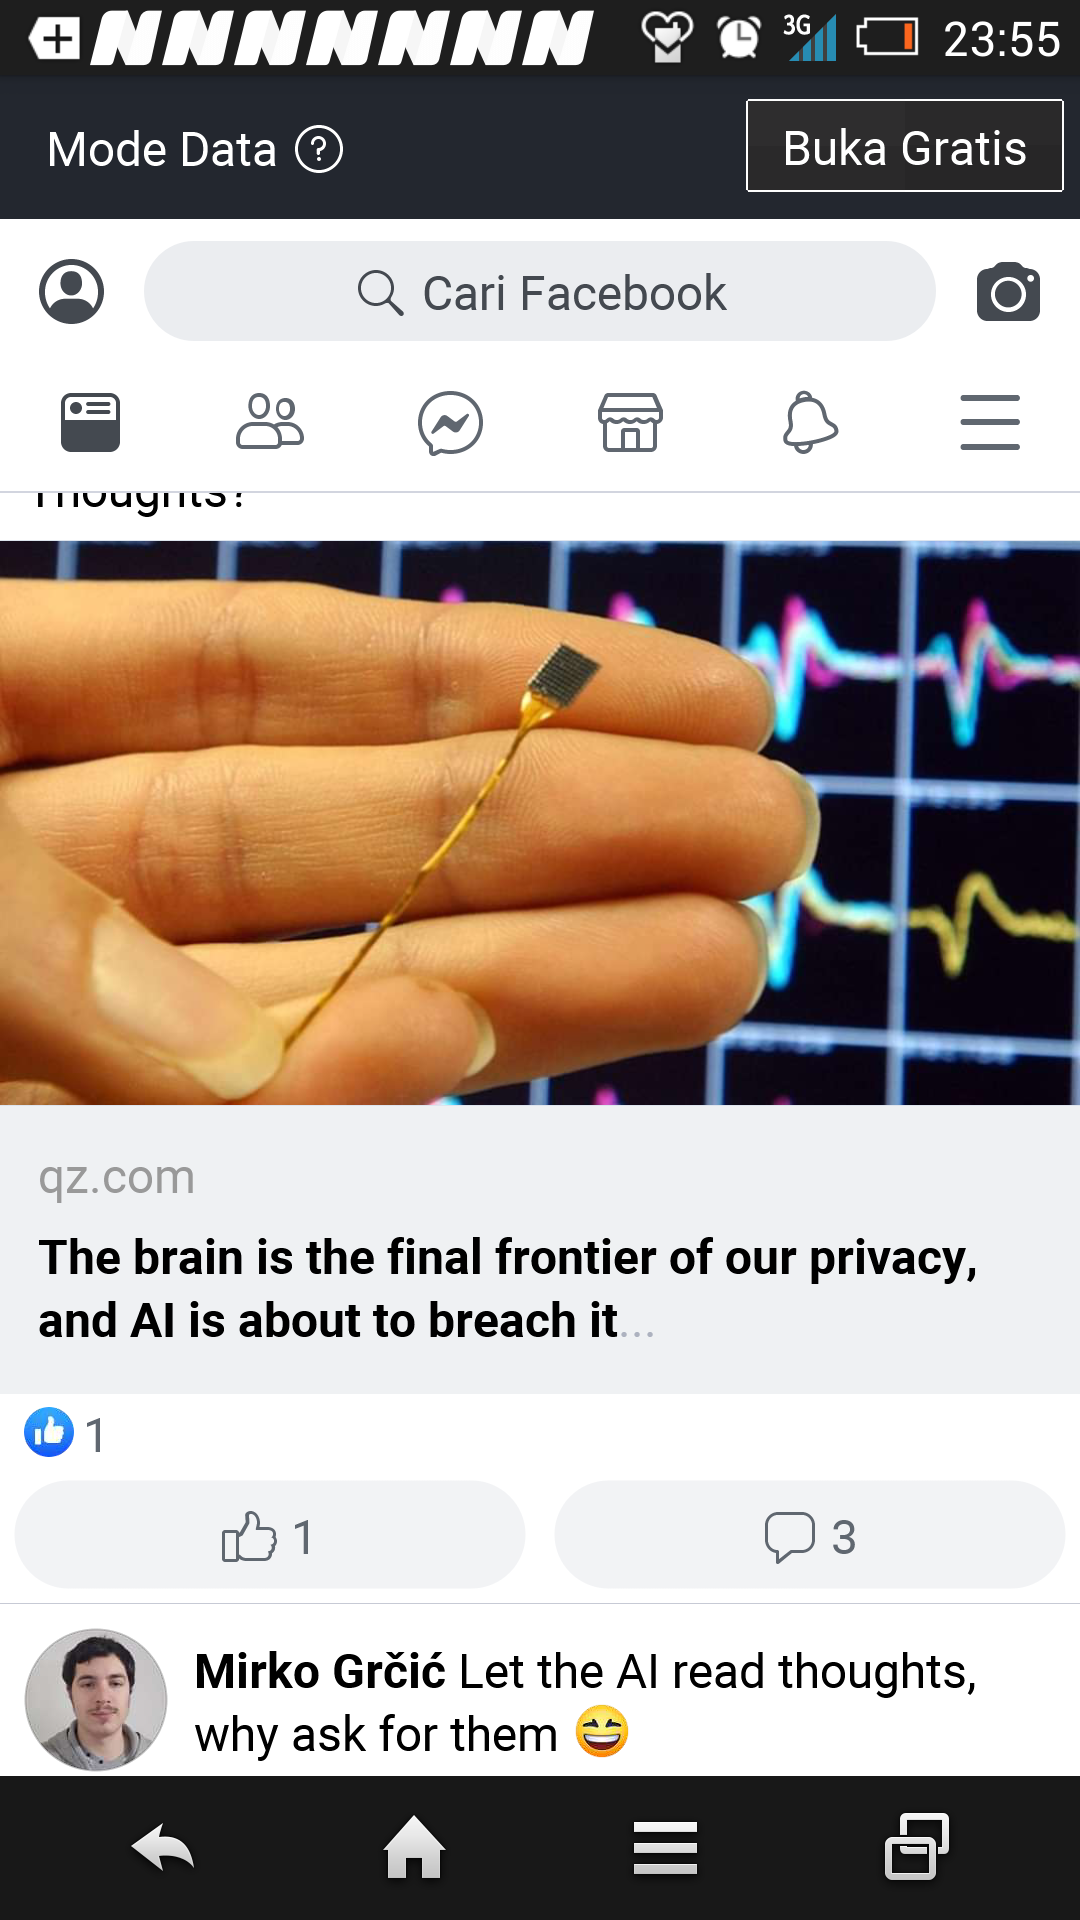 3G 23:55
Mode Data ? Buka Gratis
Cari Facebook
Thoughts?
qz.com
The brain is the final frontier of our privacy,
and AI is about to breach it...
1
1 3
Mirko Grčić Let the AI read thoughts,
why ask for them 😆